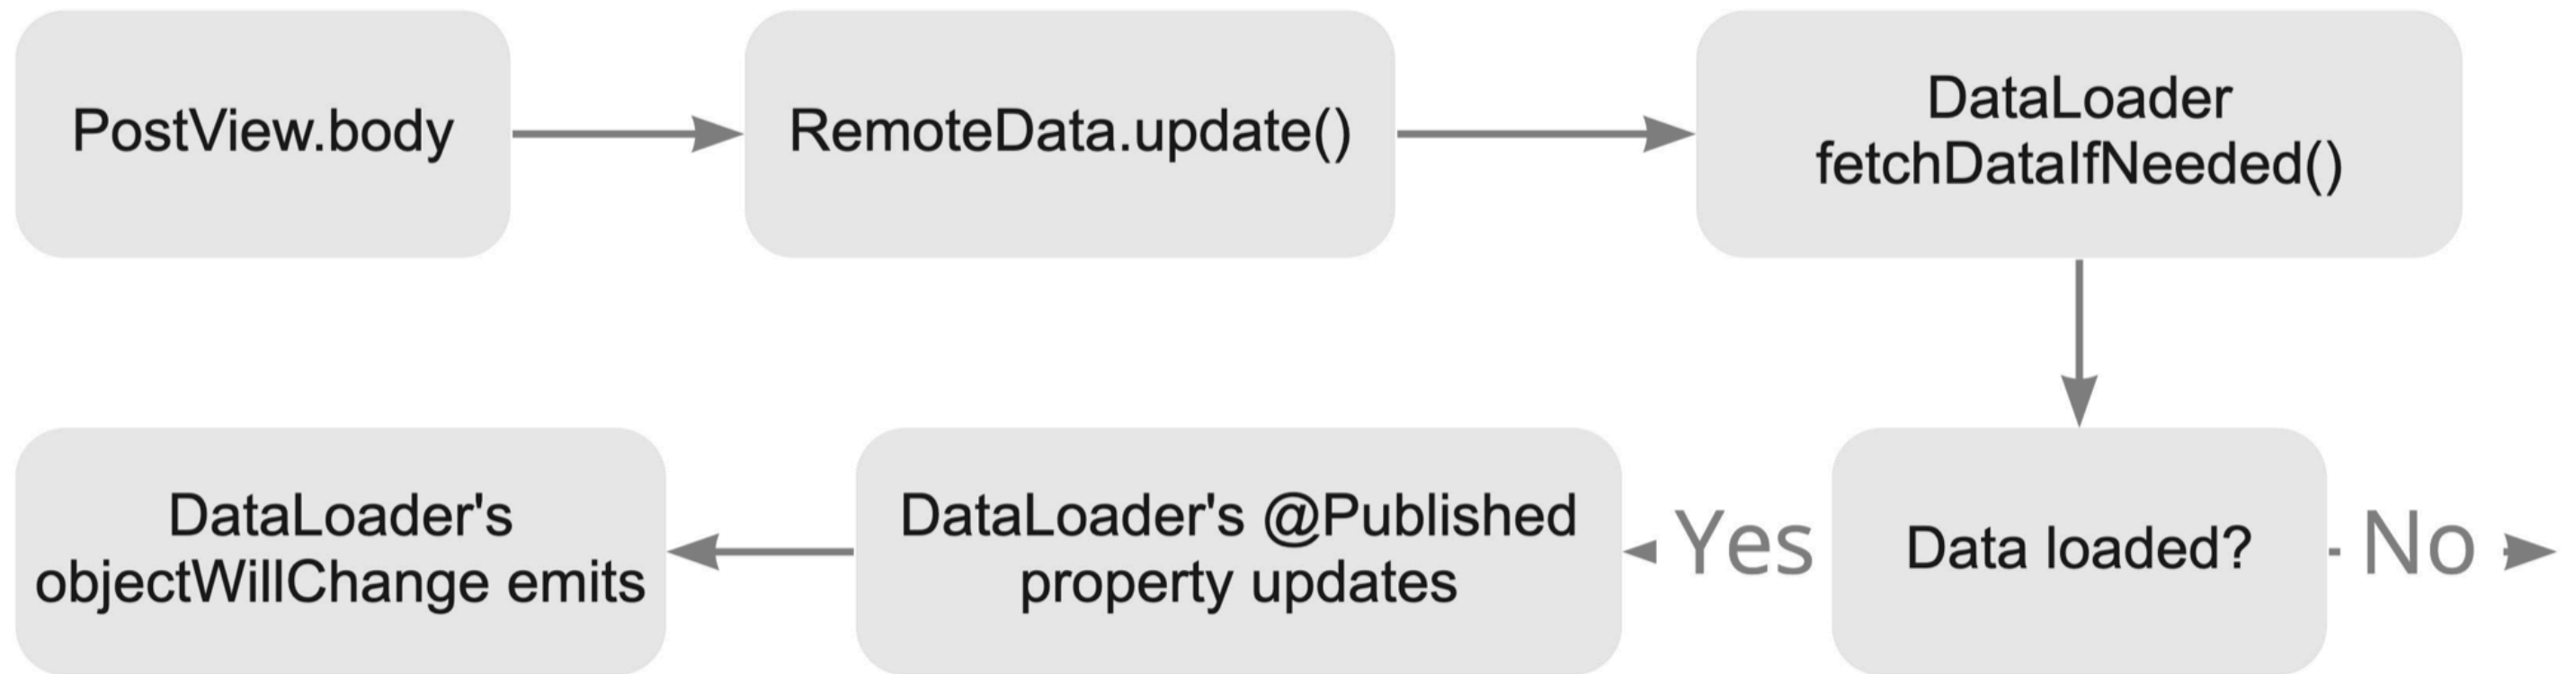 PostView.body
RemoteData.update()
DataLoader
fetchDataIfNeeded()
DataLoader's
objectWillChange emits
DataLoader's @Published
property updates
Yes
Data loaded?
No